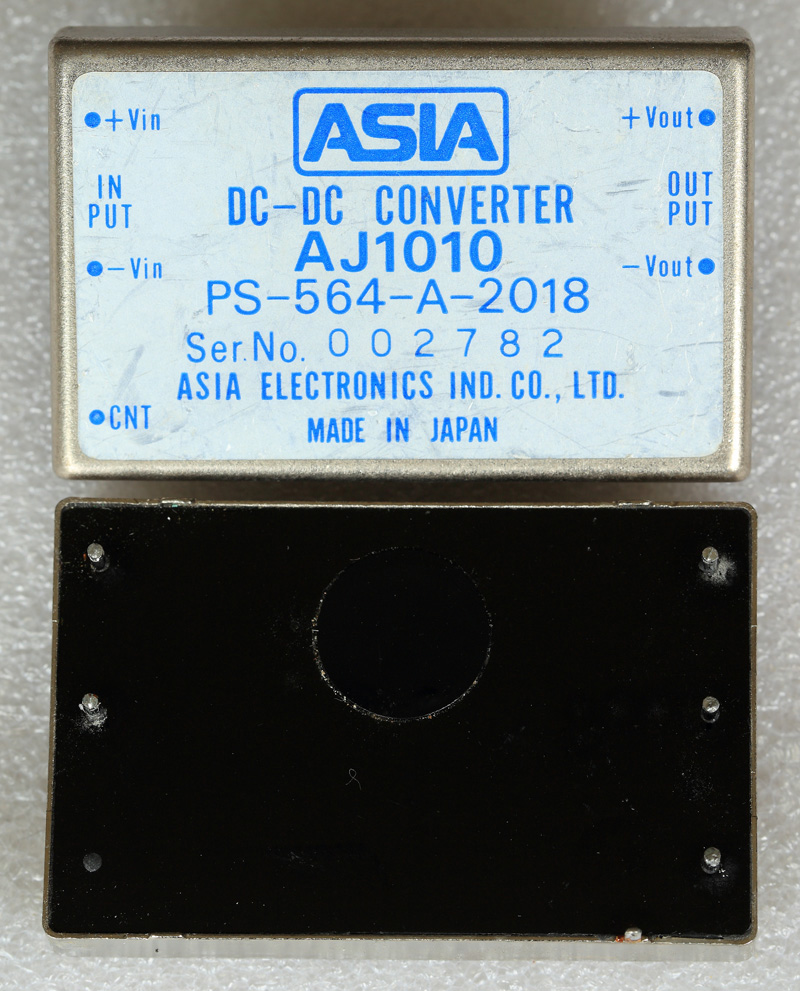 ASIA
+Vin
+Vout
IN
PUT
OUT
PUT
DC-DC CONVERTER
AJ1010
-Vin
-Vout
PS-564-A-2018
Ser.No. 002782
ASIA ELECTRONICS IND. CO., LTD.
CNT
MADE IN JAPAN